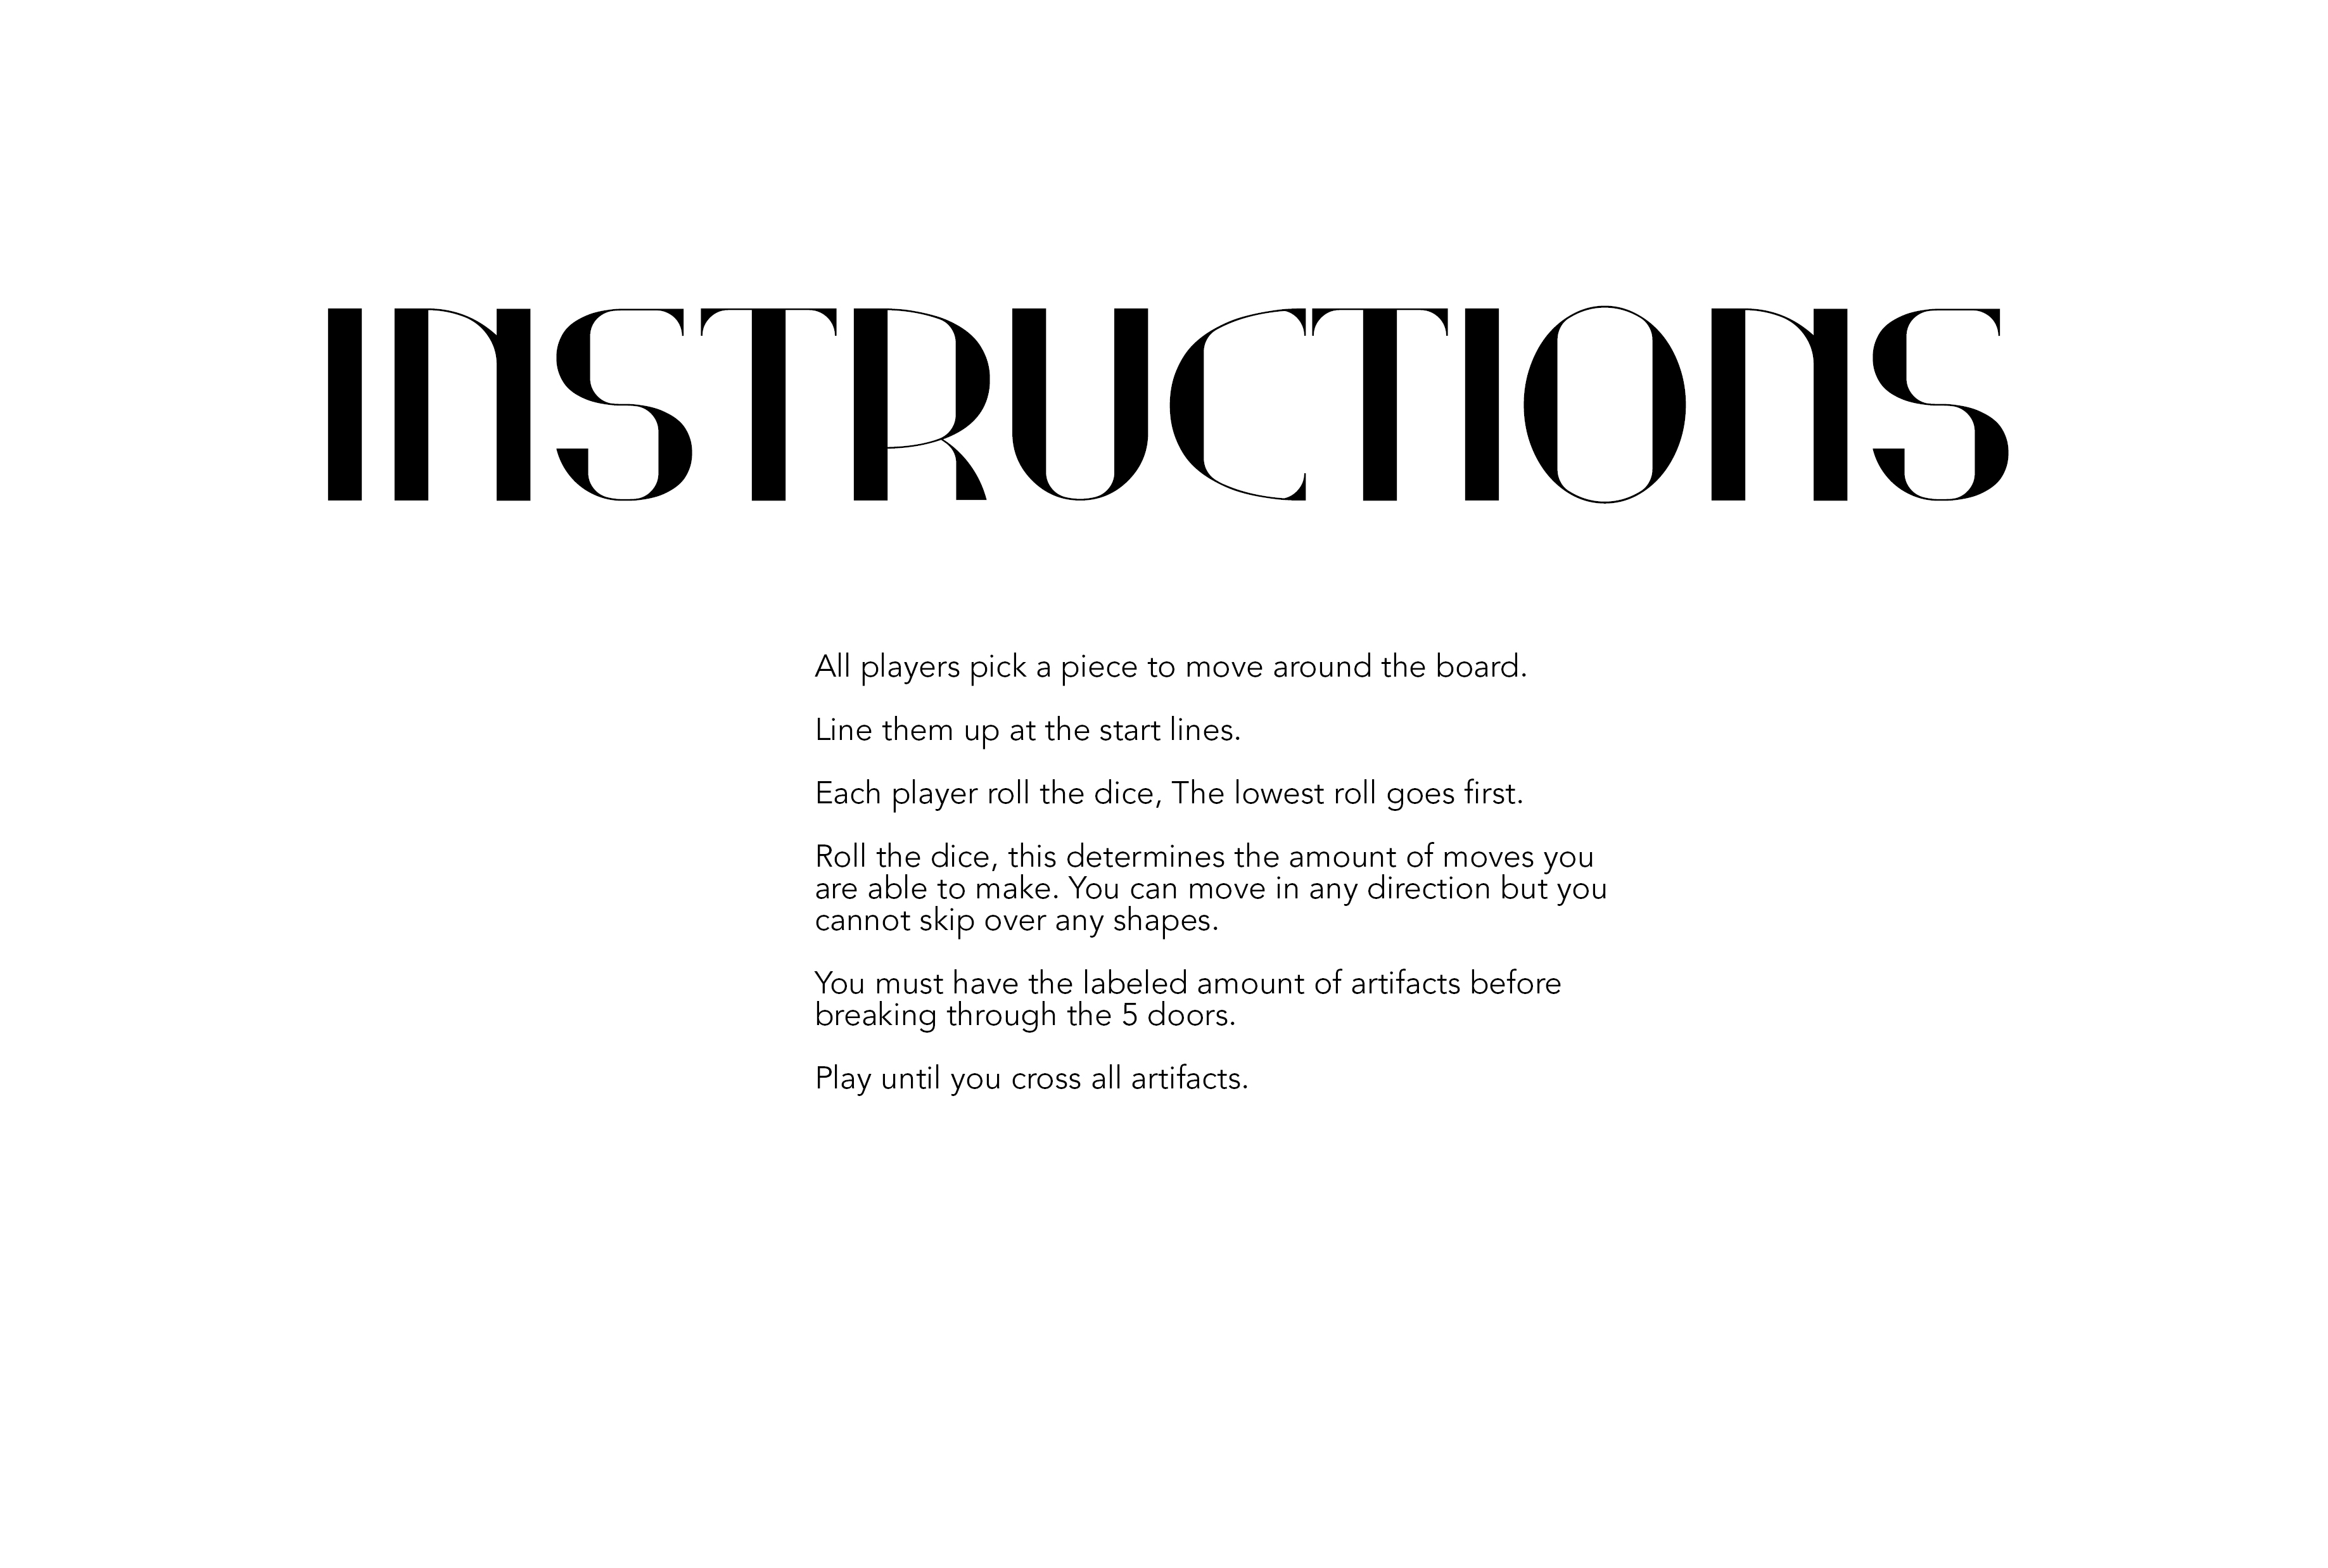 INSTRUCTIONS
All players pick a piece to move around the board.
Line them up at the start lines.
Each player roll the dice, The lowest roll goes first.
Roll the dice, this determines the amount of moves you
are able to make. You can move in any direction but you
cannot skip over any shapes.
You must have the labeled amount of artifacts before
breaking through the 5 doors.
Play until you cross all artifacts.